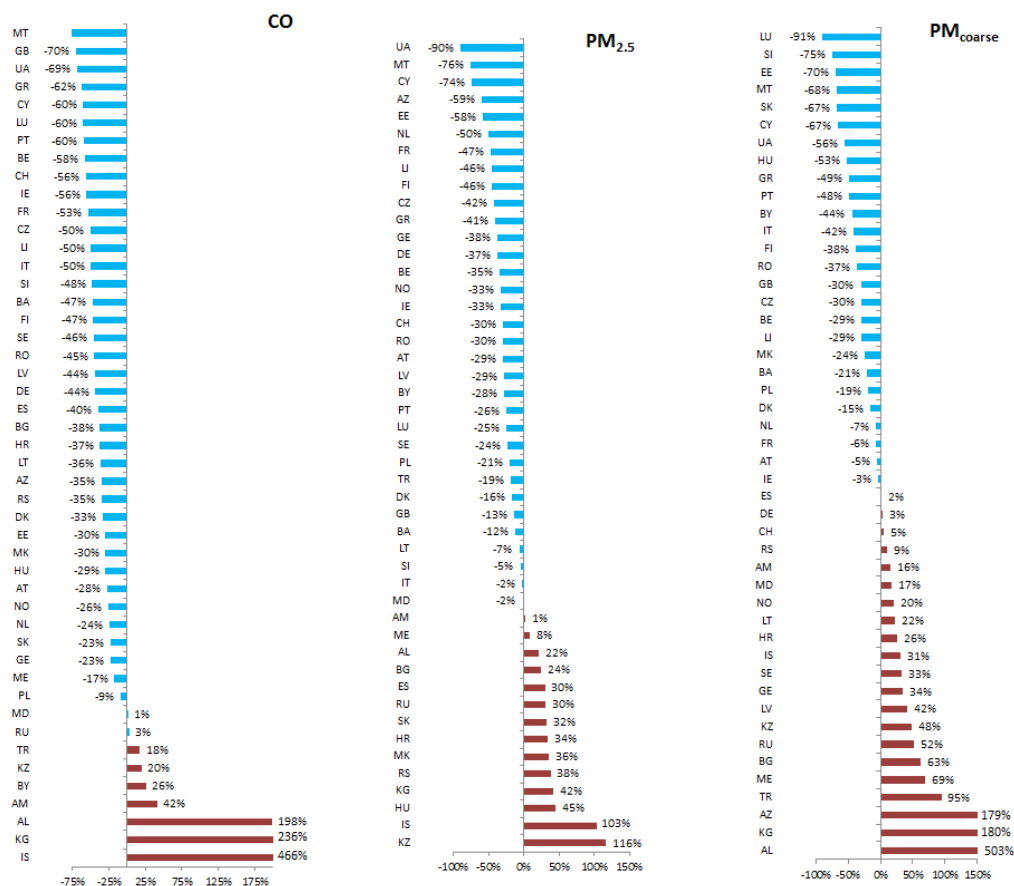 CO
MT
GB -70%
UA -69%
GR -62%
CY -60%
LU -60%
PT -60%
BE -58%
CH -56%
IE -56%
FR -53%
CZ -50%
LI -50%
IT -50%
SI -48%
BA -47%
FI -47%
SE -46%
RO -45%
LV -44%
DE -44%
ES -40%
BG -38%
HR -37%
LT -36%
AZ -35%
RS -35%
DK -33%
EE -30%
MK -30%
HU -29%
AT -28%
NO -26%
NL -24%
SK -23%
GE -23%
ME -17%
PL -9%
MD 1%
RU 3%
TR 18%
KZ 20%
BY 26%
AM 42%
AL 198%
KG 236%
IS 466%
-75% -25% 25% 75% 125% 175%
PM2.5
UA -90%
MT -76%
CY -74%
AZ -59%
EE -58%
NL -50%
FR -47%
LI -46%
FI -46%
CZ -42%
GR -41%
GE -38%
DE -37%
BE -35%
NO -33%
IE -33%
CH -30%
RO -30%
AT -29%
LV -29%
BY -28%
PT -26%
LU -25%
SE -24%
PL -21%
TR -19%
DK -16%
GB -13%
BA -12%
LT -7%
SI -5%
IT -2%
MD -2%
AM 1%
ME 8%
AL 22%
BG 24%
ES 30%
RU 30%
SK 32%
HR 34%
MK 36%
RS 38%
KG 42%
HU 45%
IS 103%
KZ 116%
-100% -50% 0% 50% 100% 150%
PMcoarse
LU -91%
SI -75%
EE -70%
MT -68%
SK -67%
CY -67%
UA -56%
HU -53%
GR -49%
PT -48%
BY -44%
IT -42%
FI -38%
RO -37%
GB -30%
CZ -30%
BE -29%
LI -29%
MK -24%
BA -21%
PL -19%
DK -15%
NL -7%
FR -6%
AT -5%
IE -3%
ES 2%
DE 3%
CH 5%
RS 9%
AM 16%
MD 17%
NO 20%
LT 22%
HR 26%
IS 31%
SE 33%
GE 34%
LV 42%
KZ 48%
RU 52%
BG 63%
ME 69%
TR 95%
AZ 179%
KG 180%
AL 503%
-100% -50% 0% 50% 100% 150%